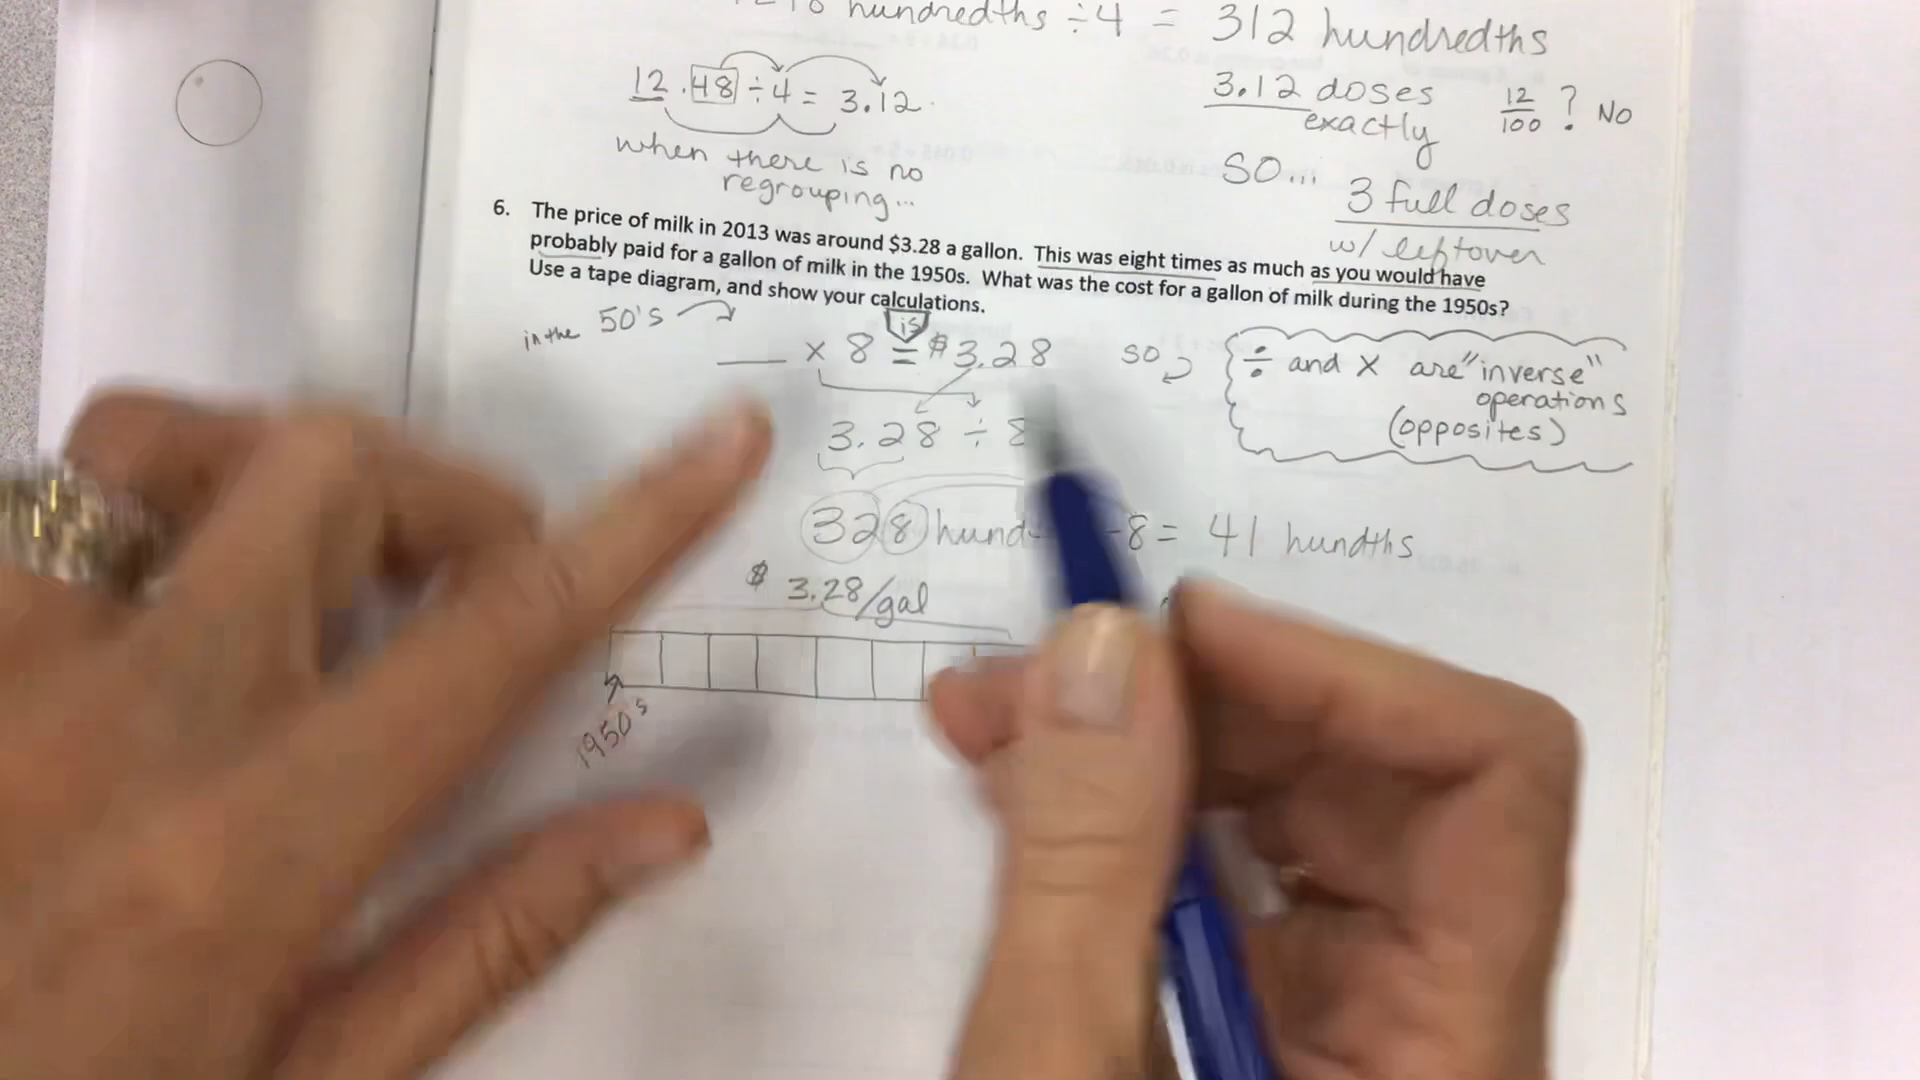 hundredths ÷ 4 = 312 hundredths
12.48 ÷ 4 = 3.12
when there is no
regrouping...
3.12 doses
exactly
12/100 ? NO
SO...
3 full doses
w/ leftover
6. The price of milk in 2013 was around $3.28 a gallon. This was eight times as much as you would have
probably paid for a gallon of milk in the 1950s. What was the cost for a gallon of milk during the 1950s?
Use a tape diagram, and show your calculations.
in the 50's
is
___ × 8 = $3.28
so
÷ and × are "inverse"
operations
(opposites)
3.28 ÷ 8
328 hund 8 = 41 hundths
$ 3.28/gal
1950s